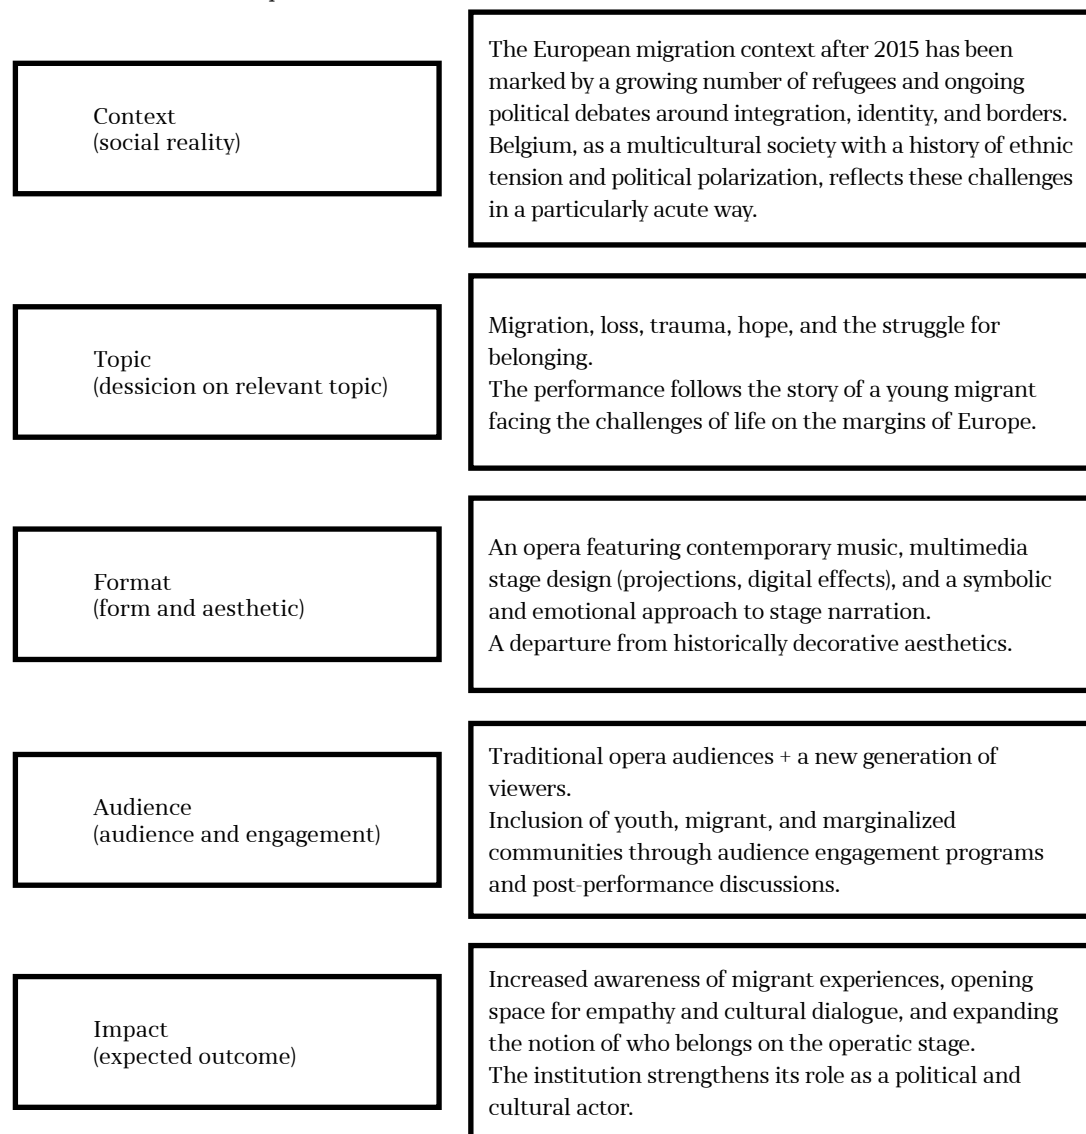 Context
(social reality)
The European migration context after 2015 has been
marked by a growing number of refugees and ongoing
political debates around integration, identity, and borders.
Belgium, as a multicultural society with a history of ethnic
tension and political polarization, reflects these challenges
in a particularly acute way.
Topic
(dessicion on relevant topic)
Migration, loss, trauma, hope, and the struggle for
belonging.
The performance follows the story of a young migrant
facing the challenges of life on the margins of Europe.
Format
(form and aesthetic)
An opera featuring contemporary music, multimedia
stage design (projections, digital effects), and a symbolic
and emotional approach to stage narration.
A departure from historically decorative aesthetics.
Audience
(audience and engagement)
Traditional opera audiences + a new generation of
viewers.
Inclusion of youth, migrant, and marginalized
communities through audience engagement programs
and post-performance discussions.
Impact
(expected outcome)
Increased awareness of migrant experiences, opening
space for empathy and cultural dialogue, and expanding
the notion of who belongs on the operatic stage.
The institution strengthens its role as a political and
cultural actor.